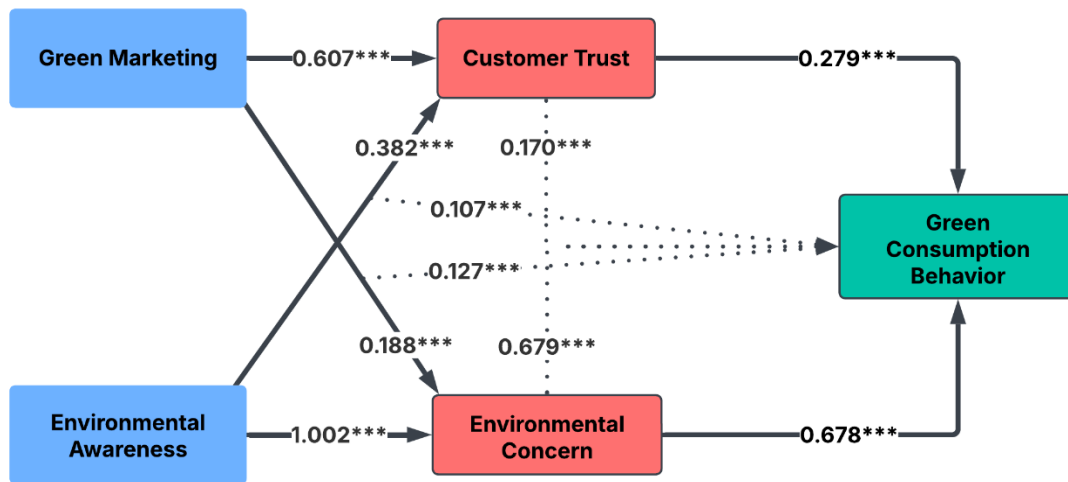 Green Marketing
0.607***
Customer Trust
0.279***
0.382***
0.170***
0.107***
Green
Consumption
Behavior
0.127***
0.188***
0.679***
Environmental
Awareness
1.002***
Environmental
Concern
0.678***